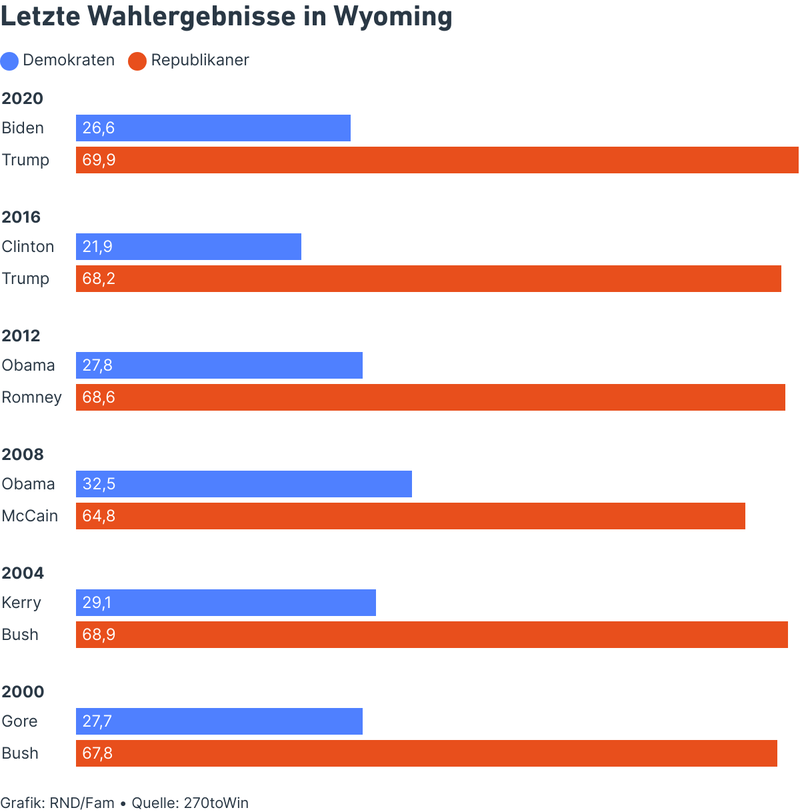 Letzte Wahlergebnisse in Wyoming
Demokraten Republikaner
2020
Biden 26,6
Trump 69,9
2016
Clinton 21,9
Trump 68,2
2012
Obama 27,8
Romney 68,6
2008
Obama 32,5
McCain 64,8
2004
Kerry 29,1
Bush 68,9
2000
Gore 27,7
Bush 67,8
Grafik: RND/Fam • Quelle: 270toWin